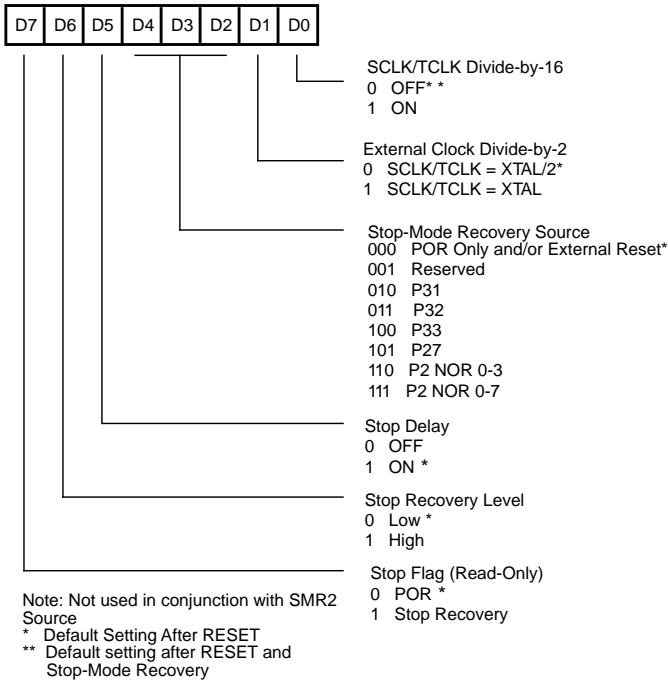 D7 D6 D5 D4 D3 D2 D1 D0
SCLK/TCLK Divide-by-16
0 OFF* *
1 ON
External Clock Divide-by-2
0 SCLK/TCLK = XTAL/2*
1 SCLK/TCLK = XTAL
Stop-Mode Recovery Source
000 POR Only and/or External Reset*
001 Reserved
010 P31
011 P32
100 P33
101 P27
110 P2 NOR 0-3
111 P2 NOR 0-7
Stop Delay
0 OFF
1 ON *
Stop Recovery Level
0 Low *
1 High
Stop Flag (Read-Only)
0 POR *
1 Stop Recovery
Note: Not used in conjunction with SMR2
Source
* Default Setting After RESET
** Default setting after RESET and
Stop-Mode Recovery